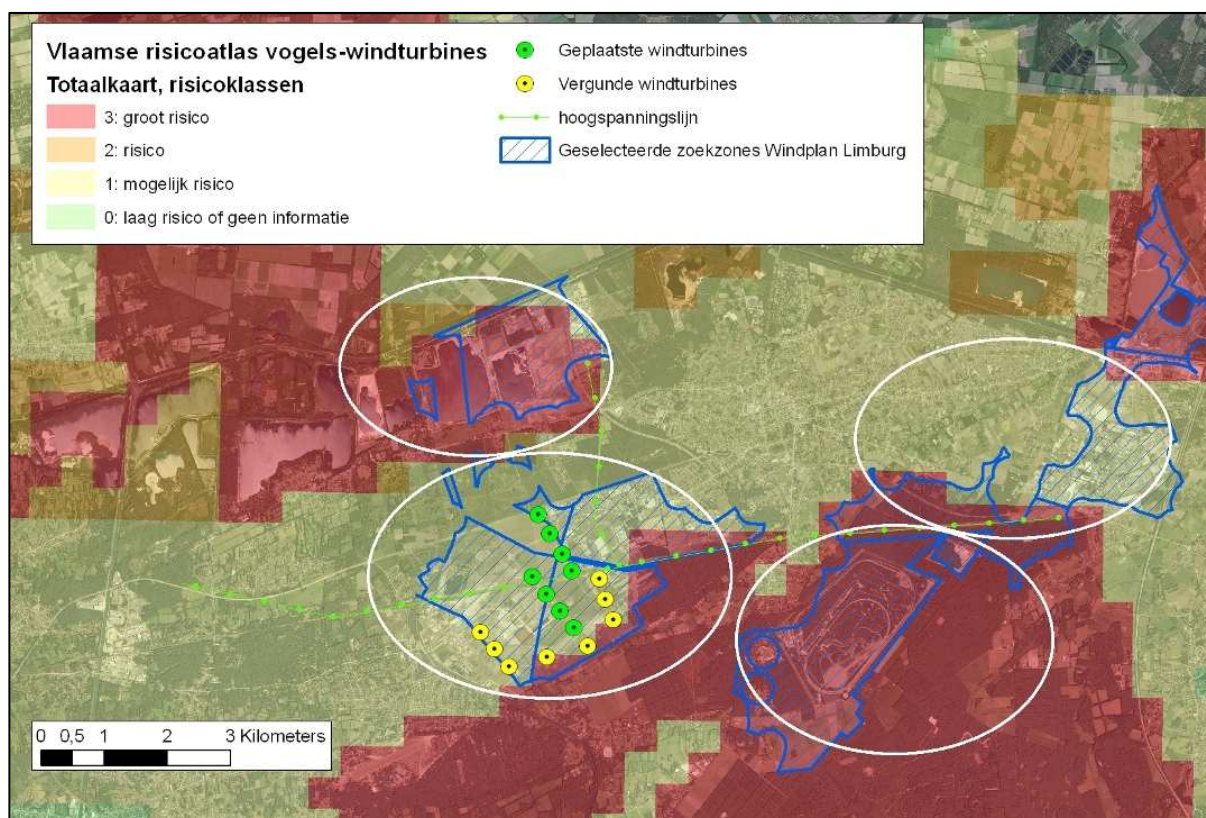 Vlaamse risicoatlas vogels-windturbines
Totaalkaart, risicoklassen
3: groot risico
2: risico
1: mogelijk risico
0: laag risico of geen informatie
Geplaatste windturbines
Vergunde windturbines
hoogspanningslijn
Geselecteerde zoekzones Windplan Limburg
0 0,5 1 2 3 Kilometers